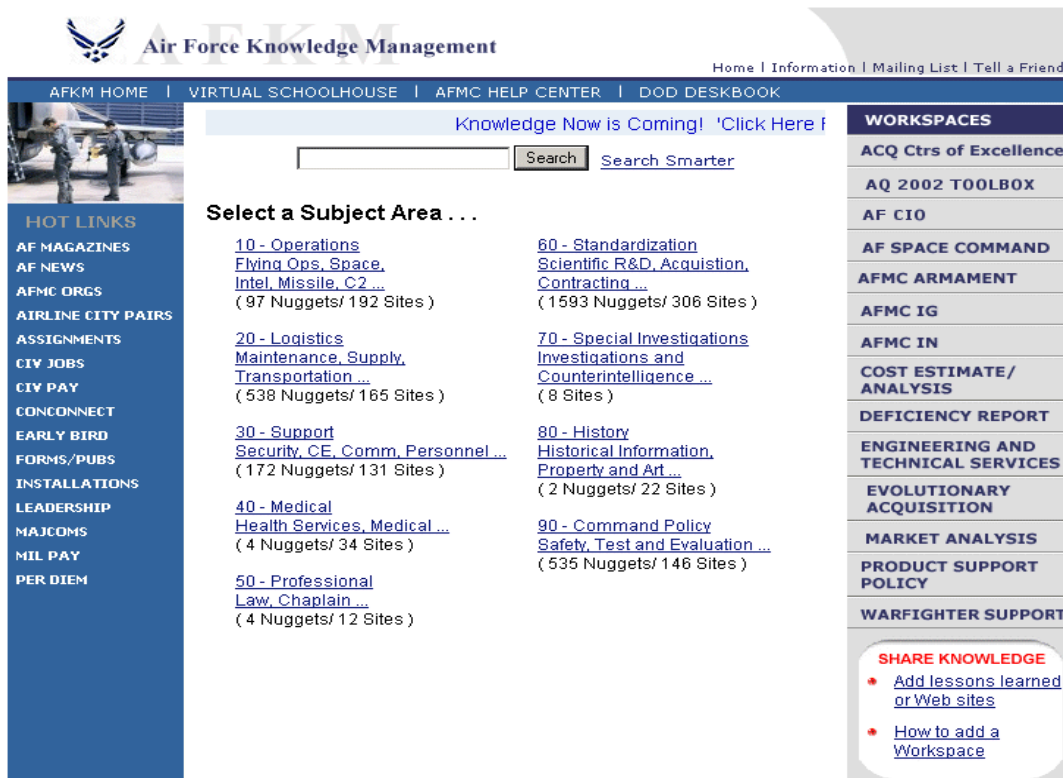 AFKM
Air Force Knowledge Management
Home | Information | Mailing List | Tell a Friend
AFKM HOME | VIRTUAL SCHOOLHOUSE | AFMC HELP CENTER | DOD DESKBOOK
HOT LINKS
AF MAGAZINES
AF NEWS
AFMC ORGS
AIRLINE CITY PAIRS
ASSIGNMENTS
CIV JOBS
CIV PAY
CONCONNECT
EARLY BIRD
FORMS/PUBS
INSTALLATIONS
LEADERSHIP
MAJCOMS
MIL PAY
PER DIEM
Knowledge Now is Coming! 'Click Here
Search Search Smarter
Select a Subject Area . . .
10 - Operations
Flying Ops, Space,
Intel, Missile, C2 ...
( 97 Nuggets/ 192 Sites )
20 - Logistics
Maintenance, Supply,
Transportation ...
( 538 Nuggets/ 165 Sites )
30 - Support
Security, CE, Comm, Personnel ...
( 172 Nuggets/ 131 Sites )
40 - Medical
Health Services, Medical ...
( 4 Nuggets/ 34 Sites )
50 - Professional
Law, Chaplain ...
( 4 Nuggets/ 12 Sites )
60 - Standardization
Scientific R&D, Acquistion,
Contracting ...
( 1593 Nuggets/ 306 Sites )
70 - Special Investigations
Investigations and
Counterintelligence ...
( 8 Sites )
80 - History
Historical Information,
Property and Art ...
( 2 Nuggets/ 22 Sites )
90 - Command Policy
Safety, Test and Evaluation ...
( 535 Nuggets/ 146 Sites )
WORKSPACES
ACQ Ctrs of Excellence
AQ 2002 TOOLBOX
AF CIO
AF SPACE COMMAND
AFMC ARMAMENT
AFMC IG
AFMC IN
COST ESTIMATE/
ANALYSIS
DEFICIENCY REPORT
ENGINEERING AND
TECHNICAL SERVICES
EVOLUTIONARY
ACQUISITION
MARKET ANALYSIS
PRODUCT SUPPORT
POLICY
WARFIGHTER SUPPORT
SHARE KNOWLEDGE
Add lessons learned
or Web sites
How to add a
Workspace